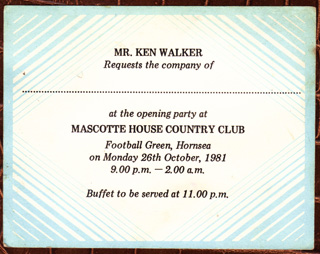 MR. KEN WALKER
Requests the company of
at the opening party at
MASCOTTE HOUSE COUNTRY CLUB
Football Green, Hornsea
on Monday 26th October, 1981
9.00 p.m. — 2.00 a.m.
Buffet to be served at 11.00 p.m.